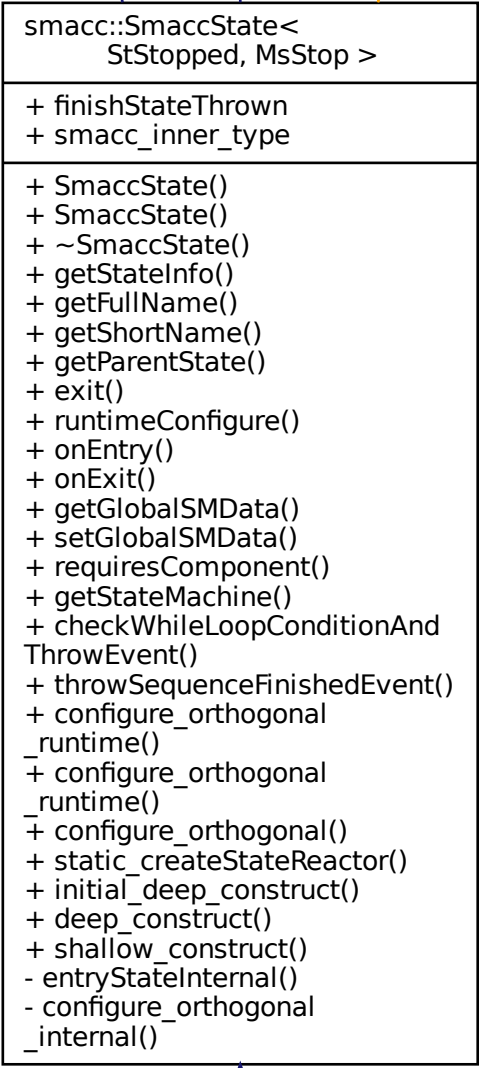 smacc::SmaccState<
StStopped, MsStop >
+ finishStateThrown
+ smacc_inner_type
+ SmaccState()
+ SmaccState()
+ ~SmaccState()
+ getStateInfo()
+ getFullName()
+ getShortName()
+ getParentState()
+ exit()
+ runtimeConfigure()
+ onEntry()
+ onExit()
+ getGlobalSMData()
+ setGlobalSMData()
+ requiresComponent()
+ getStateMachine()
+ checkWhileLoopConditionAnd
ThrowEvent()
+ throwSequenceFinishedEvent()
+ configure_orthogonal
_runtime()
+ configure_orthogonal
_runtime()
+ configure_orthogonal()
+ static_createStateReactor()
+ initial_deep_construct()
+ deep_construct()
+ shallow_construct()
- entryStateInternal()
- configure_orthogonal
_internal()